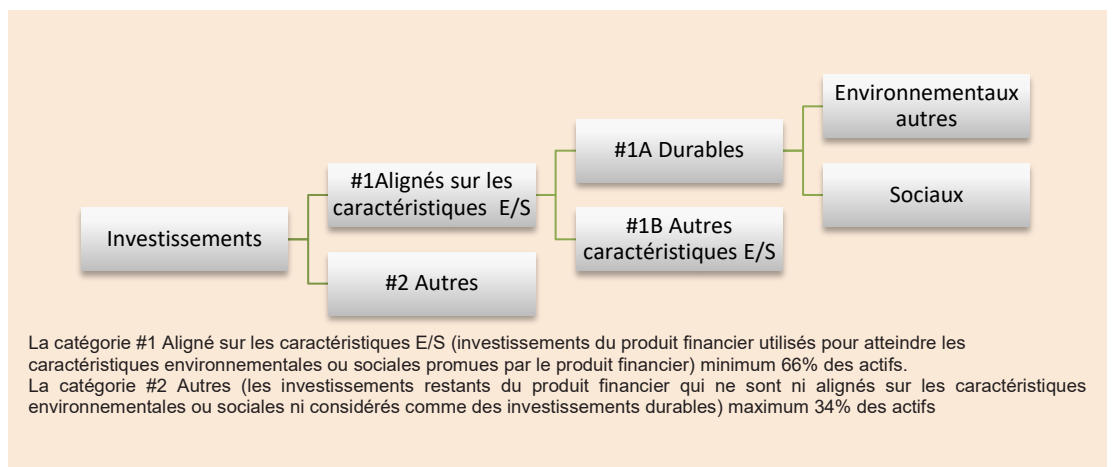 Environnementaux
autres
#1A Durables
#1Alignés sur les
caractéristiques E/S
Sociaux
#1B Autres
caractéristiques E/S
Investissements
#2 Autres
La catégorie #1 Aligné sur les caractéristiques E/S (investissements du produit financier utilisés pour atteindre les
caractéristiques environnementales ou sociales promues par le produit financier) minimum 66% des actifs.
La catégorie #2 Autres (les investissements restants du produit financier qui ne sont ni alignés sur les caractéristiques
environnementales ou sociales ni considérés comme des investissements durables) maximum 34% des actifs